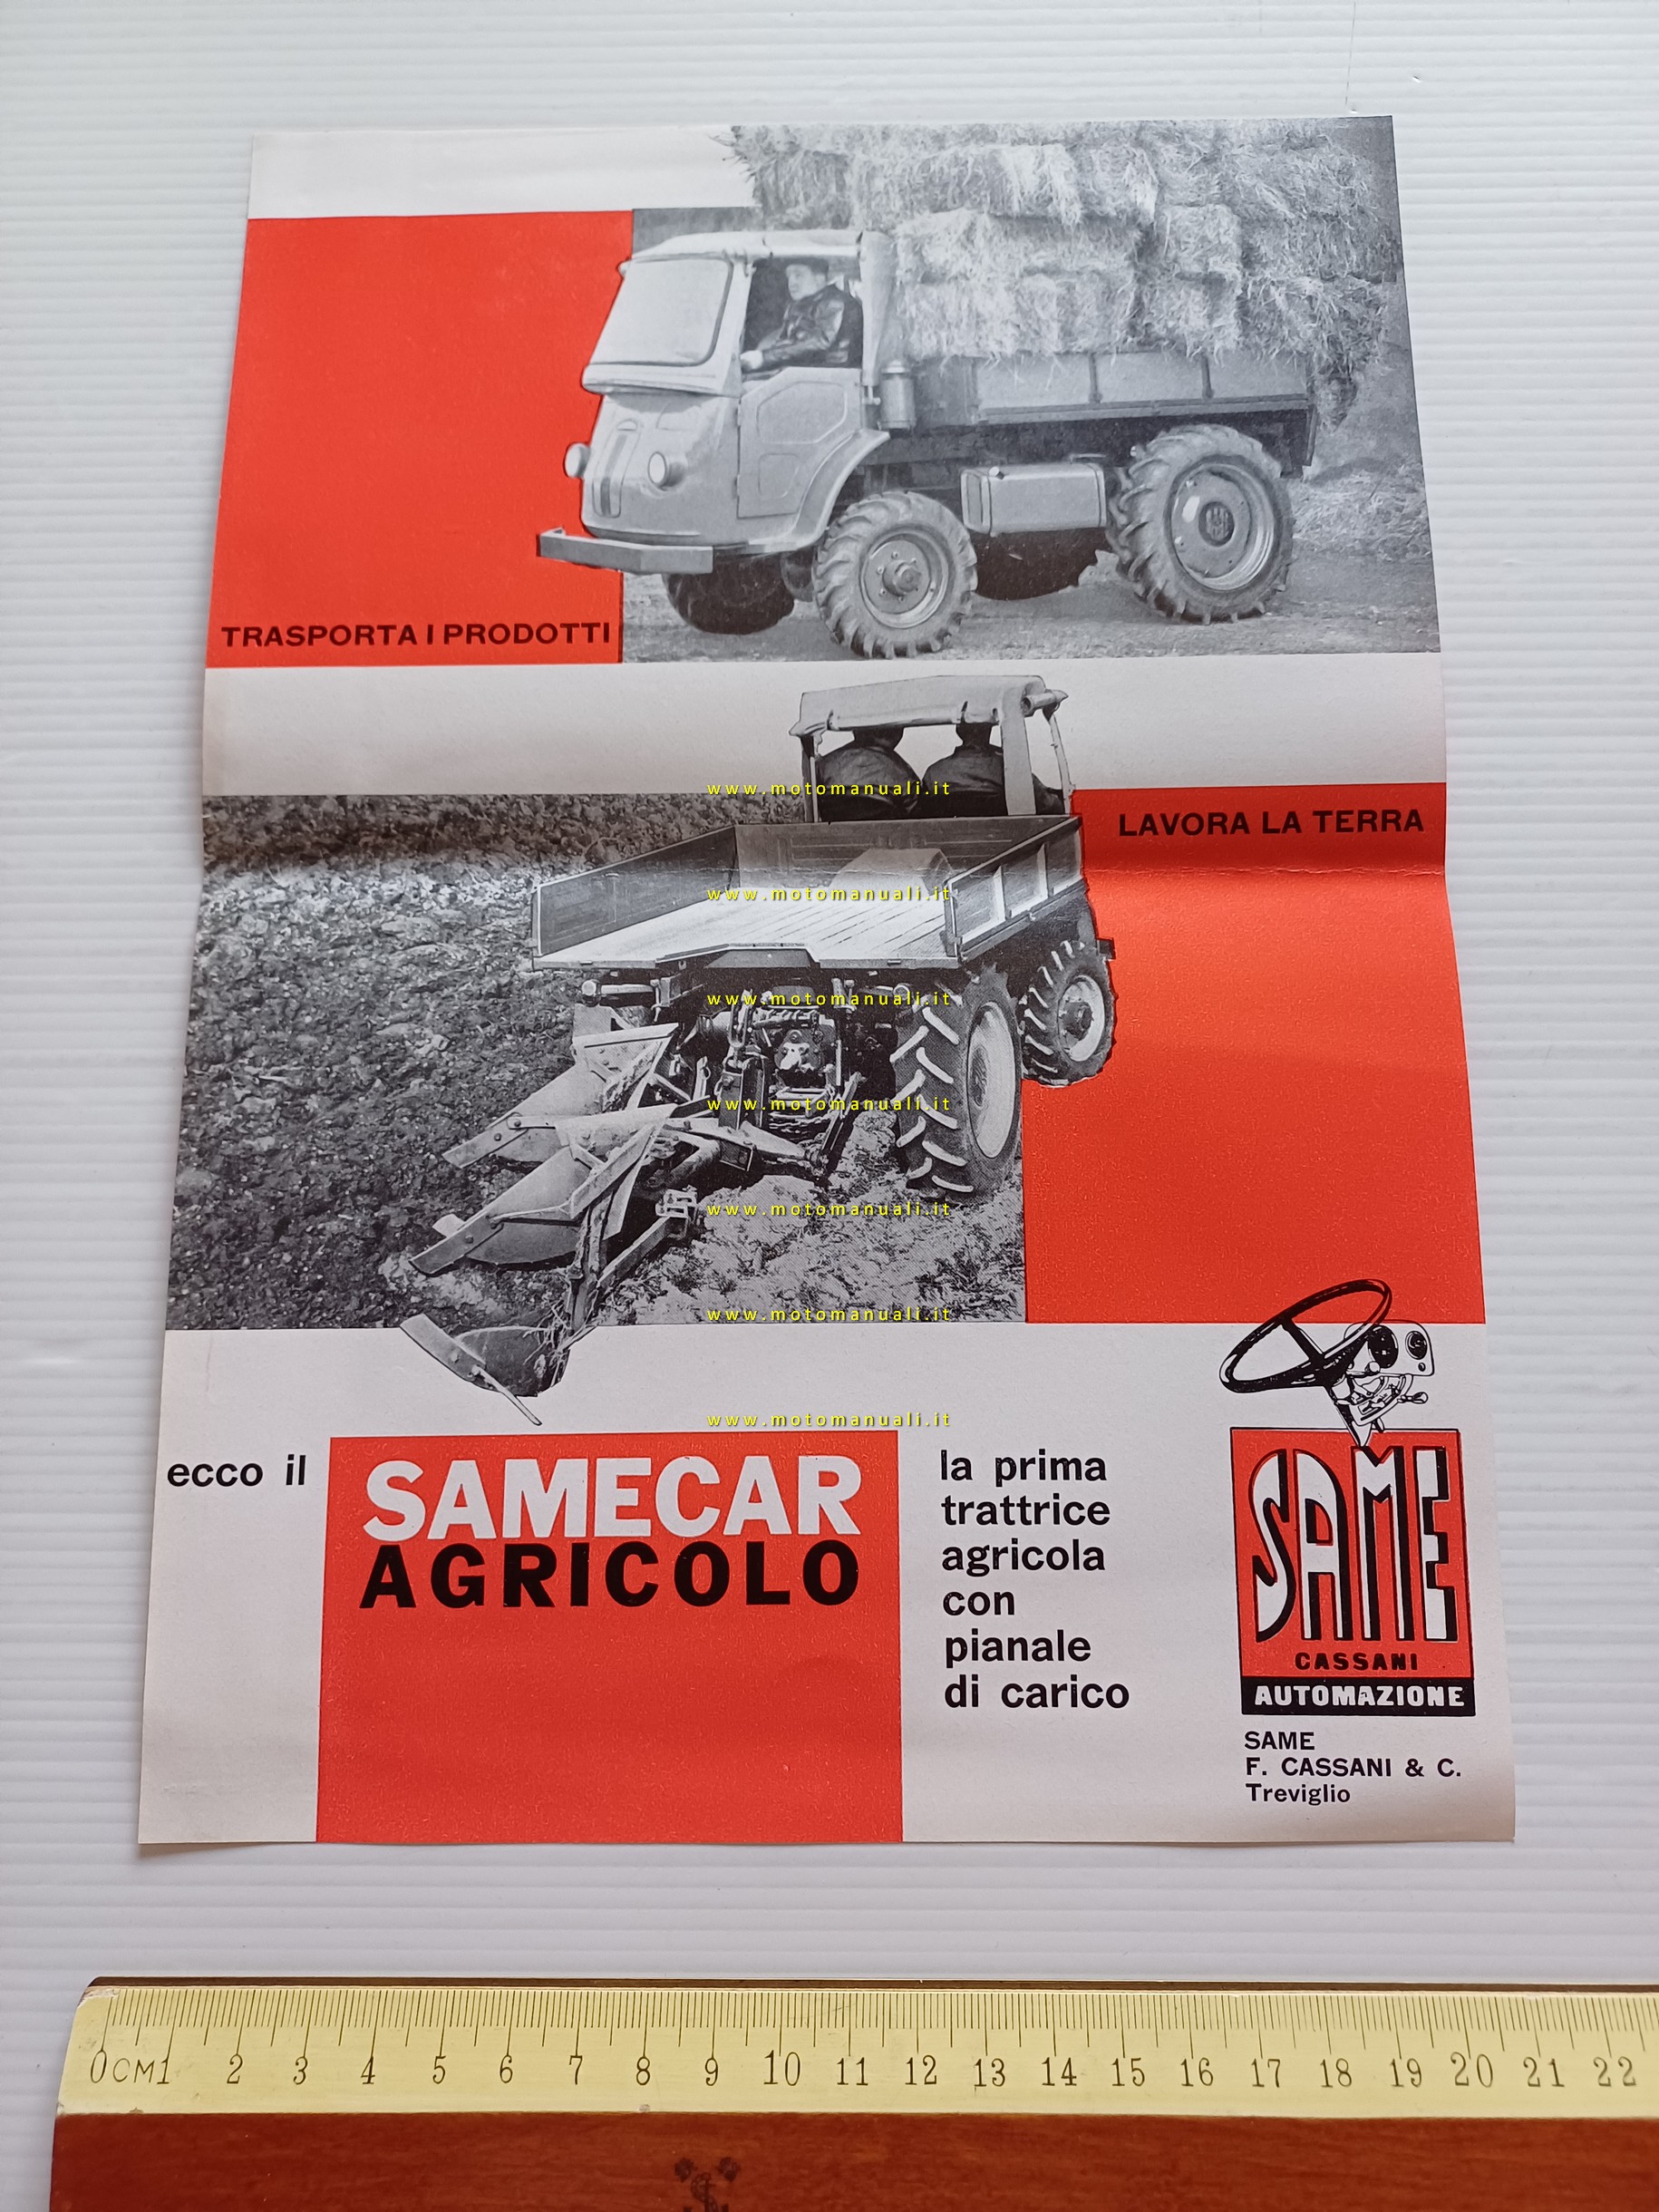 TRASPORTA I PRODOTTI
www.motomanuali.it
LAVORA LA TERRA
www.motomanuali.it
www.motomanuali.it
www.motomanuali.it
www.motomanuali.it
www.motomanuali.it
www.motomanuali.it
ecco il
SAMECAR
AGRICOLO
la prima
trattrice
agricola
con
pianale
di carico
SAME
CASSANI
AUTOMAZIONE
SAME
F. CASSANI & C.
Treviglio
0CM1 2 3 4 5 6 7 8 9 10 11 12 13 14 15 16 17 18 19 20 21 22